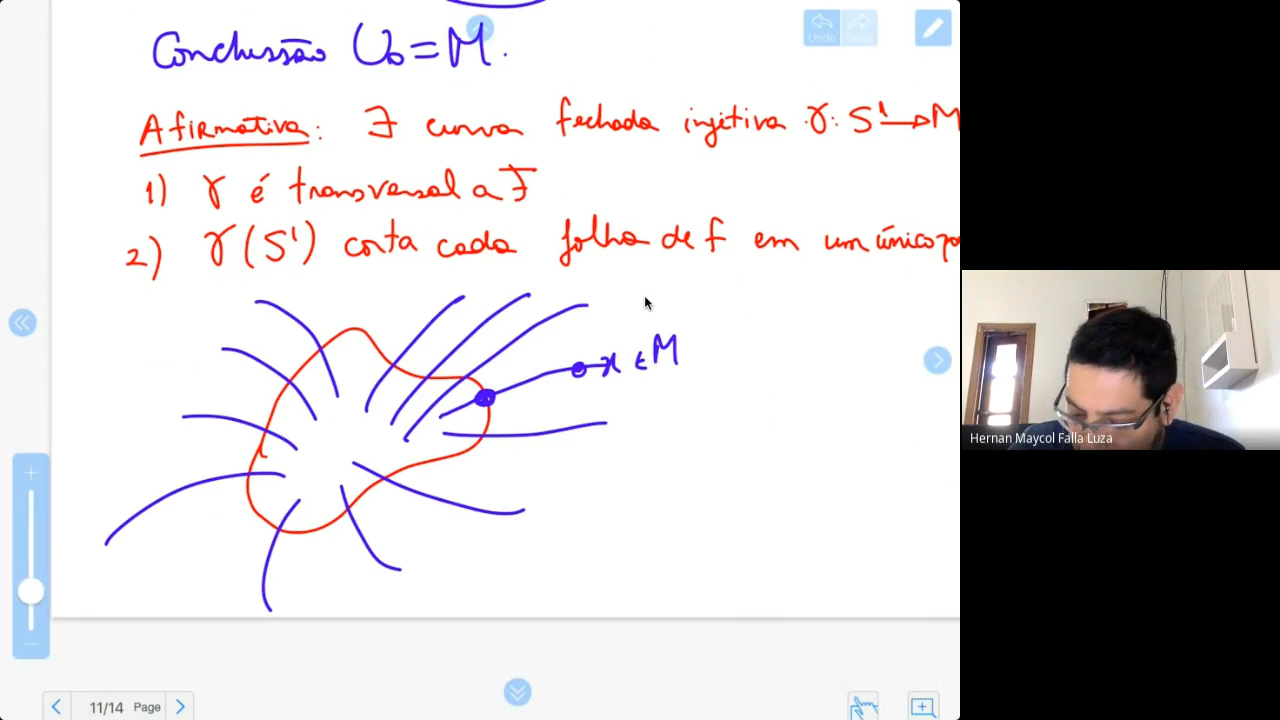 Conclusão U₀ = M.
Undo
Afirmativa: ∃ curva fechada injetiva γ: S¹ → M
1) γ é transversal a F
2) γ(S¹) corta cada folha de f em um único po
x ∈ M
Hernan Maycol Falla Luza
11/14 Page